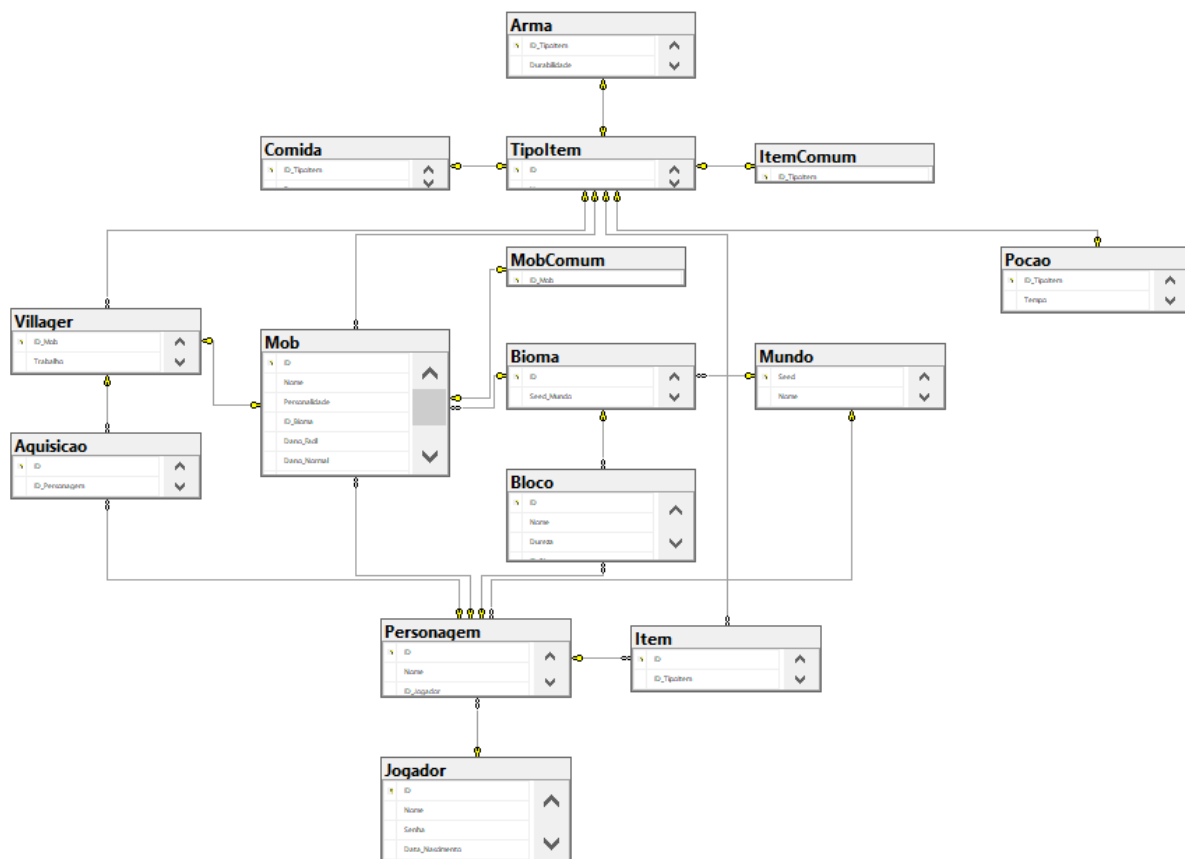 Arma
ID_TipoItem
Durabilidade
Comida
ID_TipoItem
TipoItem
ID
ItemComum
ID_TipoItem
MobComum
ID_Mob
Pocao
ID_TipoItem
Tempo
Villager
ID_Mob
Trabalho
Mob
ID
Nome
Personalidade
ID_Bioma
Dano_Facil
Dano_Normal
Bioma
ID
Seed_Mundo
Mundo
Seed
Nome
Aquisicao
ID
ID_Personagem
Bloco
ID
Nome
Dureza
Personagem
ID
Nome
ID_Jogador
Item
ID
ID_TipoItem
Jogador
ID
Nome
Senha
Data_Nascimento